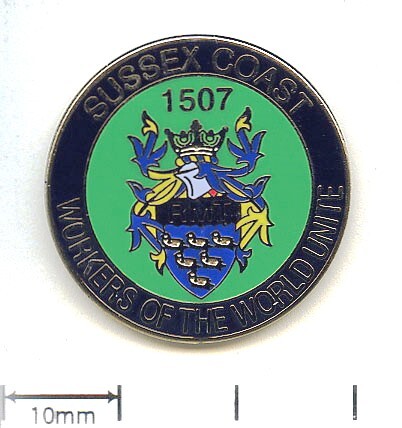 SUSSEX COAST
1507
RMT
WORKERS OF THE WORLD UNITE
10mm